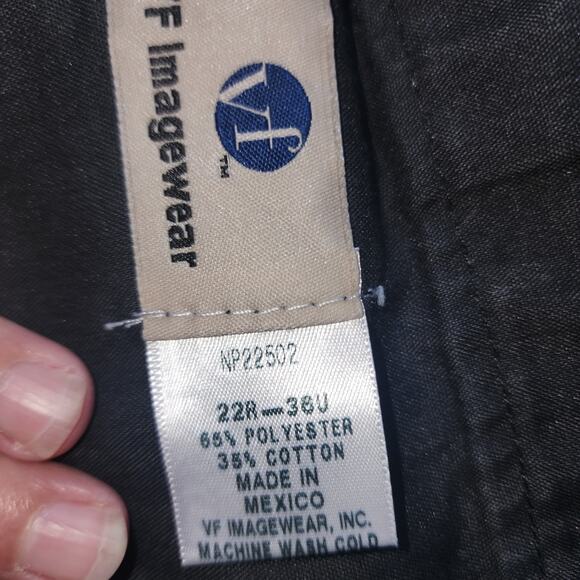 VF Imagewear
vf
TM
NP22502
22R-36U
65% POLYESTER
35% COTTON
MADE IN
MEXICO
VF IMAGEWEAR, INC.
MACHINE WASH COLD